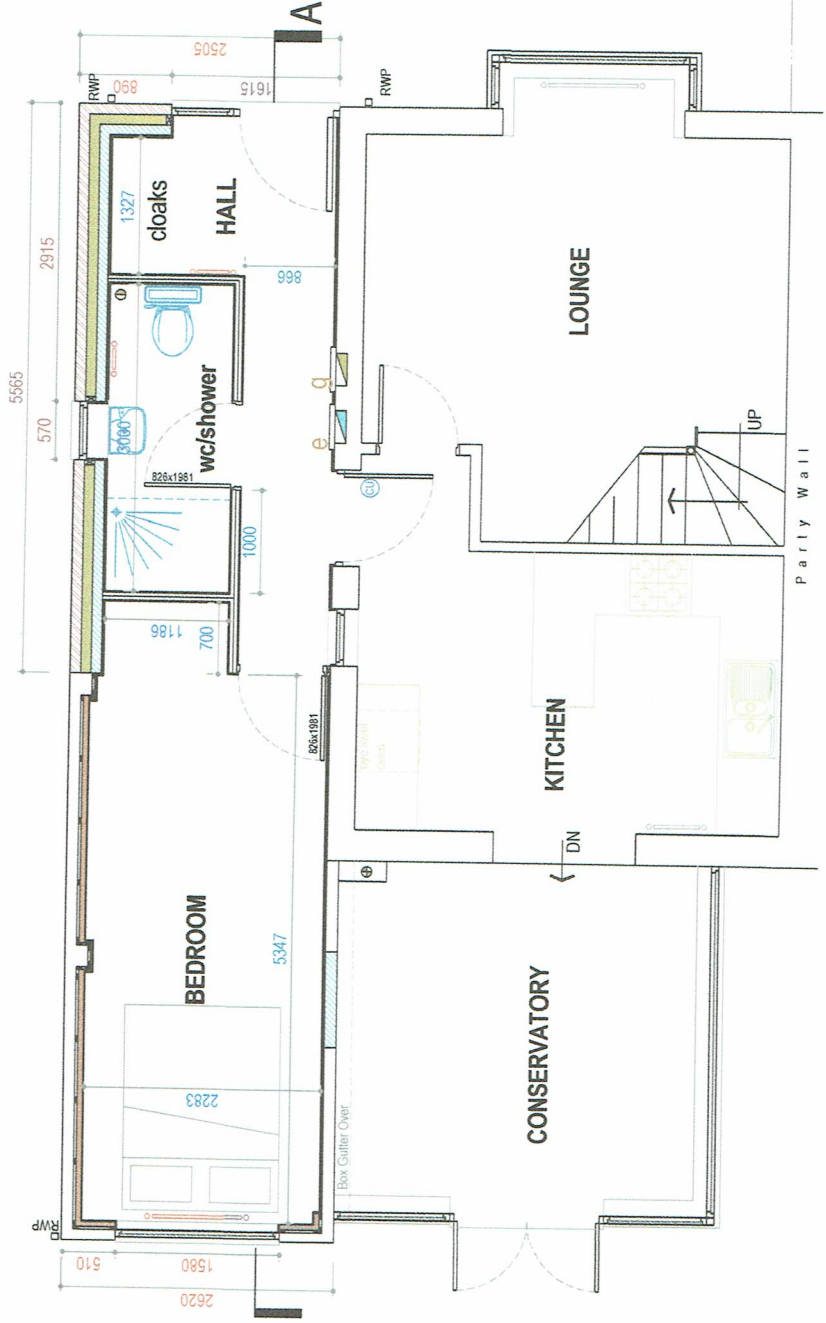 A
2505
890
1615
RWP
RWP
5565
2915
570
1327
cloaks
HALL
866
3000
wc/shower
826x1981
1000
e
g
CU
LOUNGE
UP
Party Wall
1186
700
826x1981
KITCHEN
DN
BEDROOM
5347
2283
Box Gutter Over
CONSERVATORY
RWP
510
1580
2620